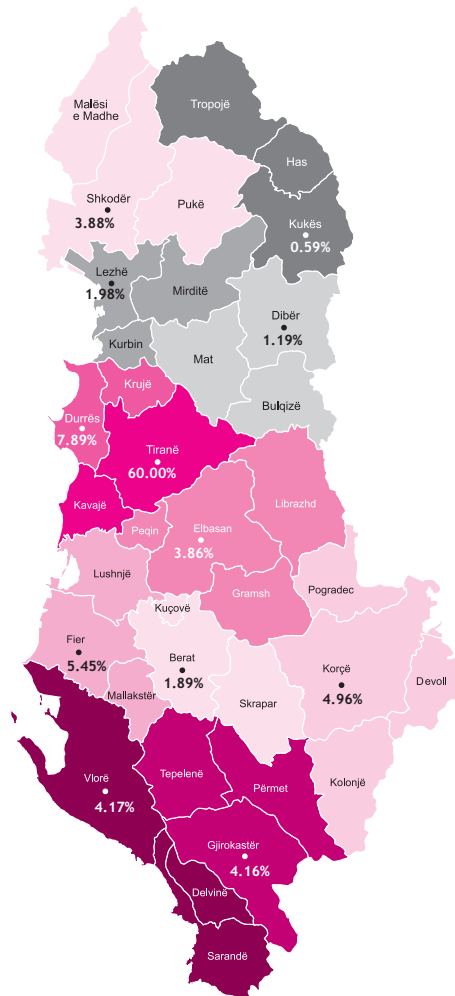 Tropojë
Malësi
e Madhe
Has
Shkodër
3.88%
Pukë
Kukës
0.59%
Lezhë
1.98%
Mirditë
Dibër
1.19%
Kurbin
Mat
Krujë
Bulqizë
Durrës
7.89%
Tiranë
60.00%
Kavajë
Librazhd
Peqin
Elbasan
3.86%
Lushnjë
Gramsh
Pogradec
Kuçovë
Fier
5.45%
Berat
1.89%
Korçë
4.96%
Devoll
Mallakstër
Skrapar
Vlorë
4.17%
Tepelenë
Përmet
Kolonjë
Gjirokastër
4.16%
Delvinë
Sarandë